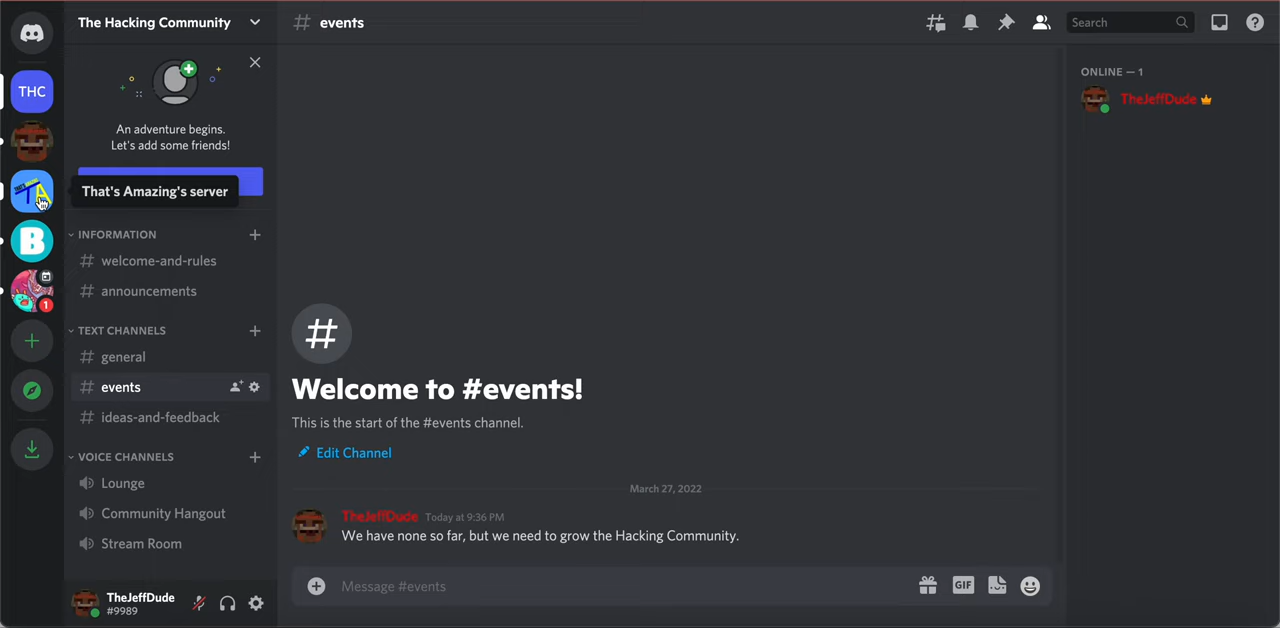 The Hacking Community
# events
Search
THC
An adventure begins.
Let's add some friends!
TA
That's Amazing's server
B
1
INFORMATION
# welcome-and-rules
# announcements
TEXT CHANNELS
# general
# events
# ideas-and-feedback
VOICE CHANNELS
Lounge
Community Hangout
Stream Room
TheJeffDude
#9989
#
Welcome to #events!
This is the start of the #events channel.
Edit Channel
March 27, 2022
TheJeffDude Today at 9:36 PM
We have none so far, but we need to grow the Hacking Community.
Message #events
GIF
ONLINE — 1
TheJeffDude